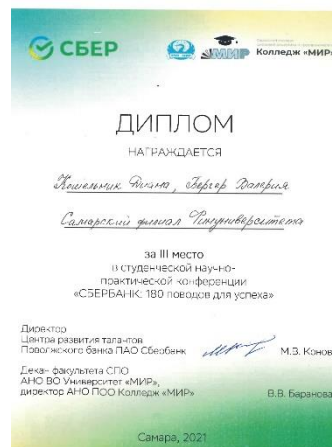 СБЕР
МИР
Колледж «МИР»
ДИПЛОМ
НАГРАЖДАЕТСЯ
Кошельник Диана, Бергер Валерия
Самарский филиал Финуниверситета
за III место
в студенческой научно-
практической конференции
«СБЕРБАНК: 180 поводов для успеха»
Директор
Центра развития талантов
Поволжского банка ПАО Сбербанк
М.З. Конов
Декан факультета СПО
АНО ВО Университет «МИР»,
директор АНО ПОО Колледж «МИР»
В.В. Баранова
Самара, 2021